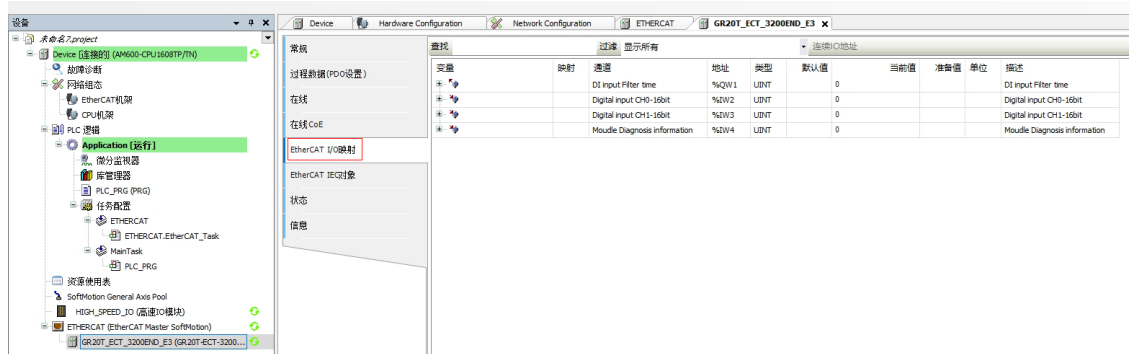 设备
未命名7.project
Device [连接的] (AM600-CPU1608TP/TN)
故障诊断
网络组态
EtherCAT机架
CPU机架
PLC 逻辑
Application [运行]
微分监视器
库管理器
PLC_PRG (PRG)
任务配置
ETHERCAT
ETHERCAT.EtherCAT_Task
MainTask
PLC_PRG
资源使用表
SoftMotion General Axis Pool
HIGH_SPEED_IO (高速IO模块)
ETHERCAT (EtherCAT Master SoftMotion)
GR20T_ECT_3200END_E3 (GR20T-ECT-3200...
Device Hardware Configuration Network Configuration ETHERCAT GR20T_ECT_3200END_E3
常规
过程数据(PDO设置)
在线
在线CoE
EtherCAT I/O映射
EtherCAT IEC对象
状态
信息
查找 过滤 显示所有 连续IO地址
变量 映射 通道 地址 类型 默认值 当前值 准备值 单位 描述
DI input Filter time %QW1 UINT 0 DI input Filter time
Digital input CH0-16bit %IW2 UINT 0 Digital input CH0-16bit
Digital input CH1-16bit %IW3 UINT 0 Digital input CH1-16bit
Moudle Diagnosis information %IW4 UINT 0 Moudle Diagnosis information